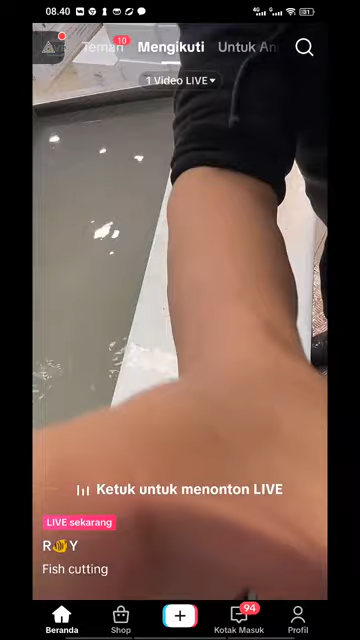 08.40
LIVE Teman 10 Mengikuti Untuk An
1 Video LIVE
Ketuk untuk menonton LIVE
LIVE sekarang
R🐠Y
Fish cutting
94
Beranda Shop Kotak Masuk Profil